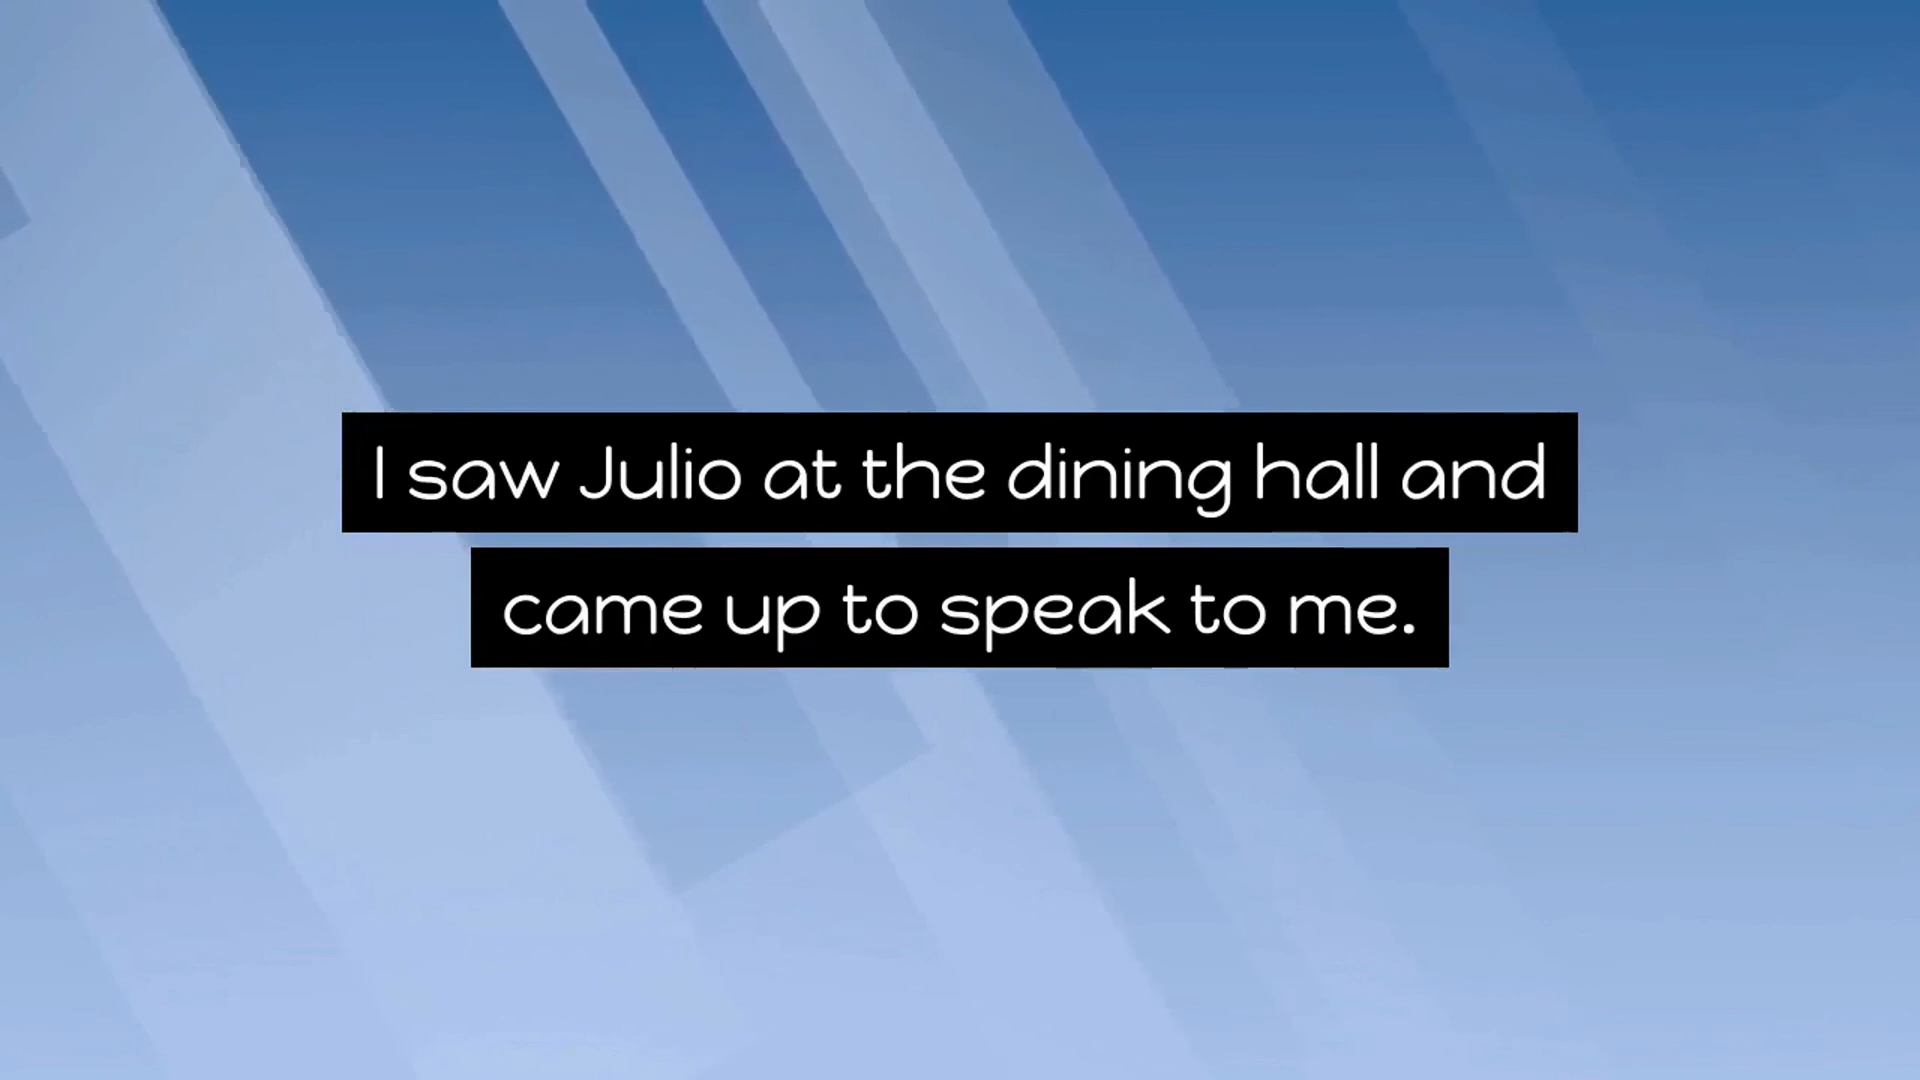 I saw Julio at the dining hall and
came up to speak to me.